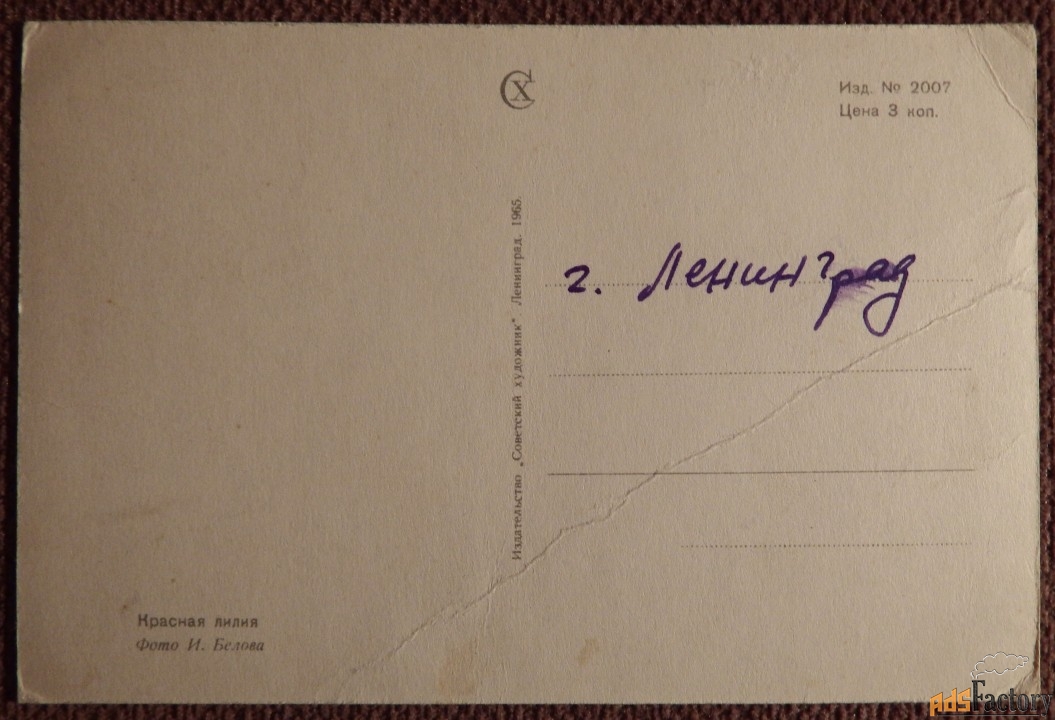 СХ
Изд. № 2007
Цена 3 коп.
Издательство „Советский художник". Ленинград. 1965.
г. Ленинград
Красная лилия
Фото И. Белова
AdsFactory